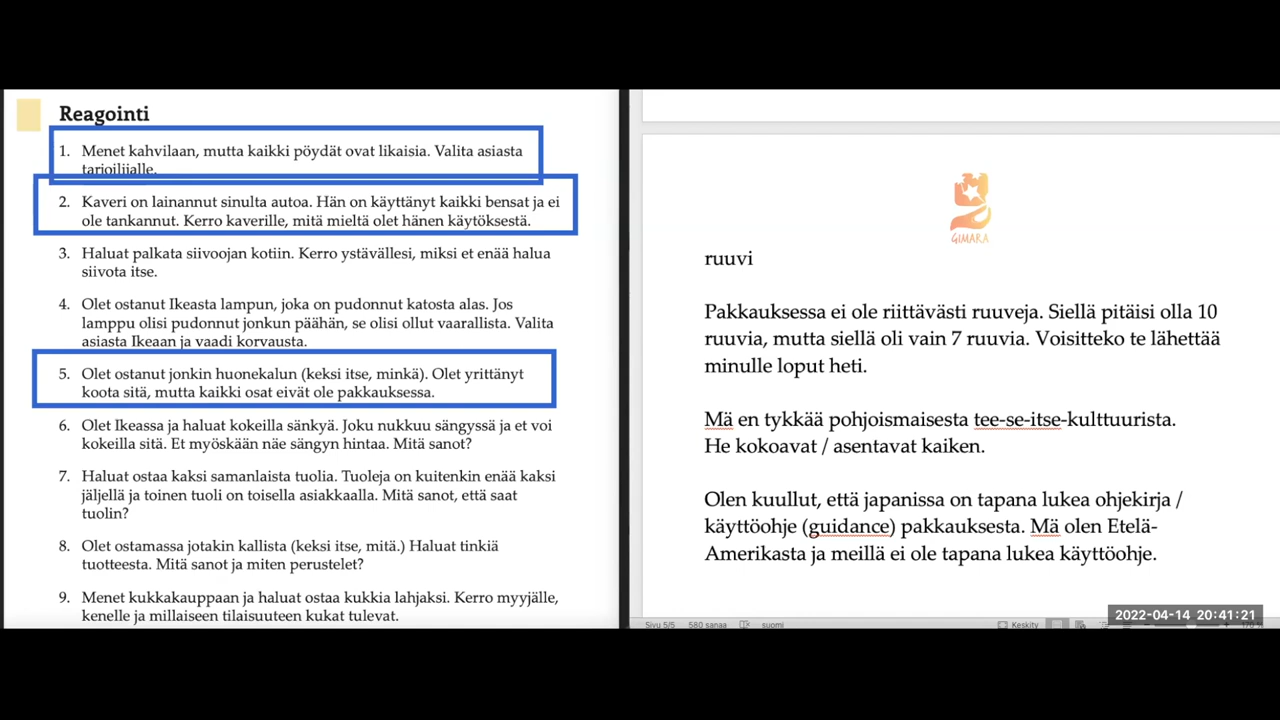 Reagointi
1. Menet kahvilaan, mutta kaikki pöydät ovat likaisia. Valita asiasta
tarjoilijalle.
2. Kaveri on lainannut sinulta autoa. Hän on käyttänyt kaikki bensat ja ei
ole tankannut. Kerro kaverille, mitä mieltä olet hänen käytöksestä.
3. Haluat palkata siivoojan kotiin. Kerro ystävällesi, miksi et enää halua
siivota itse.
4. Olet ostanut Ikeasta lampun, joka on pudonnut katosta alas. Jos
lamppu olisi pudonnut jonkun päähän, se olisi ollut vaarallista. Valita
asiasta Ikeaan ja vaadi korvausta.
5. Olet ostanut jonkin huonekalun (keksi itse, minkä). Olet yrittänyt
koota sitä, mutta kaikki osat eivät ole pakkauksessa.
6. Olet Ikeassa ja haluat kokeilla sänkyä. Joku nukkuu sängyssä ja et voi
kokeilla sitä. Et myöskään näe sängyn hintaa. Mitä sanot?
7. Haluat ostaa kaksi samanlaista tuolia. Tuoleja on kuitenkin enää kaksi
jäljellä ja toinen tuoli on toisella asiakkaalla. Mitä sanot, että saat
tuolin?
8. Olet ostamassa jotakin kallista (keksi itse, mitä.) Haluat tinkiä
tuotteesta. Mitä sanot ja miten perustelet?
9. Menet kukkakauppaan ja haluat ostaa kukkia lahjaksi. Kerro myyjälle,
kenelle ja millaiseen tilaisuuteen kukat tulevat.
GIMARA
ruuvi
Pakkauksessa ei ole riittävästi ruuveja. Siellä pitäisi olla 10
ruuvia, mutta siellä oli vain 7 ruuvia. Voisitteko te lähettää
minulle loput heti.
Mä en tykkää pohjoismaisesta tee-se-itse-kulttuurista.
He kokoavat / asentavat kaiken.
Olen kuullut, että japanissa on tapana lukea ohjekirja /
käyttöohje (guidance) pakkauksesta. Mä olen Etelä-
Amerikasta ja meillä ei ole tapana lukea käyttöohje.
Sivu 5/5 580 sanaa suomi Keskity
2022-04-14 20:41:21